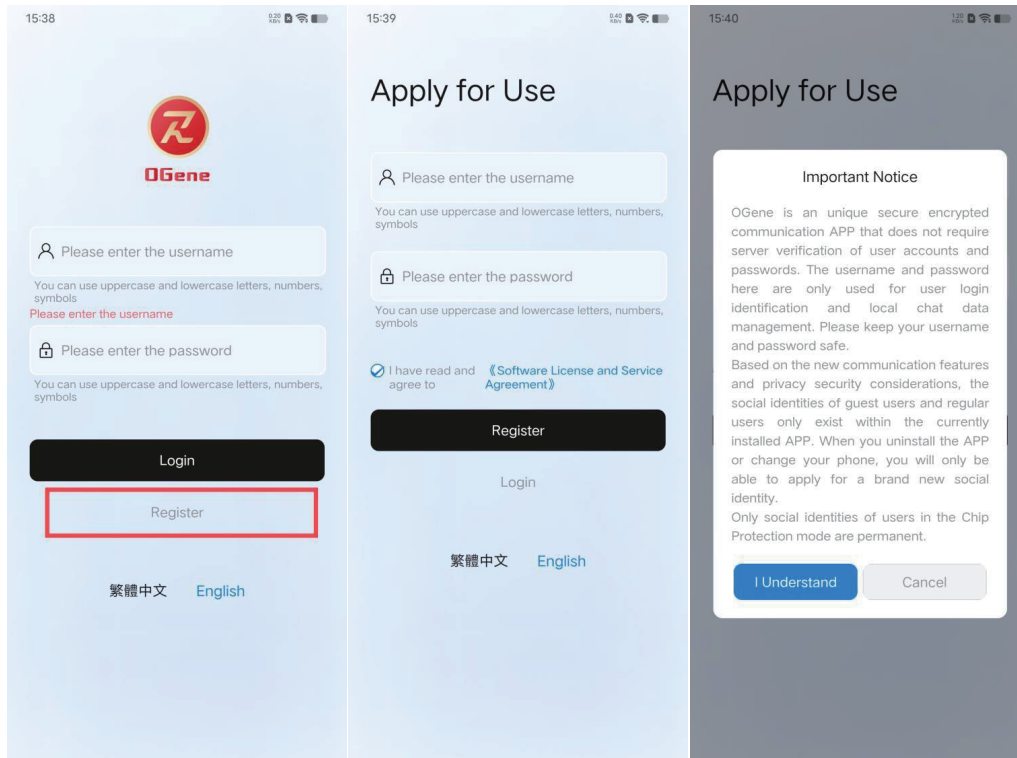 15:38
0.20
KB/s
OGene
Please enter the username
You can use uppercase and lowercase letters, numbers,
symbols
Please enter the username
Please enter the password
You can use uppercase and lowercase letters, numbers,
symbols
Login
Register
繁體中文 English
15:39
0.40
KB/s
Apply for Use
Please enter the username
You can use uppercase and lowercase letters, numbers,
symbols
Please enter the password
You can use uppercase and lowercase letters, numbers,
symbols
I have read and 《Software License and Service
agree to Agreement》
Register
Login
繁體中文 English
15:40
1.20
KB/s
Apply for Use
Important Notice
OGene is an unique secure encrypted
communication APP that does not require
server verification of user accounts and
passwords. The username and password
here are only used for user login
identification and local chat data
management. Please keep your username
and password safe.
Based on the new communication features
and privacy security considerations, the
social identities of guest users and regular
users only exist within the currently
installed APP. When you uninstall the APP
or change your phone, you will only be
able to apply for a brand new social
identity.
Only social identities of users in the Chip
Protection mode are permanent.
I Understand Cancel